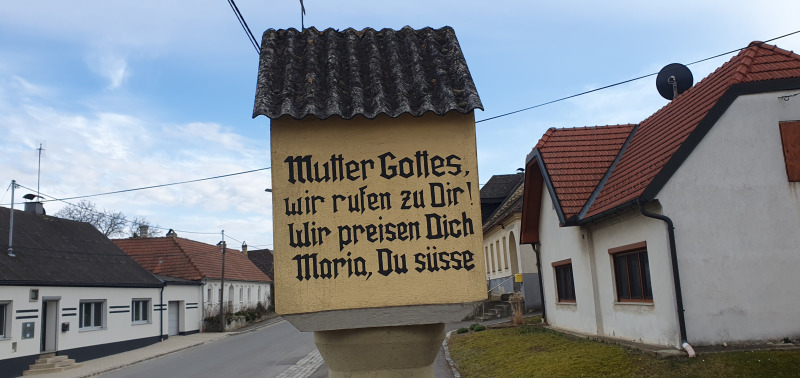 Mutter Gottes,
wir rufen zu Dir!
Wir preisen Dich
Maria, Du süsse